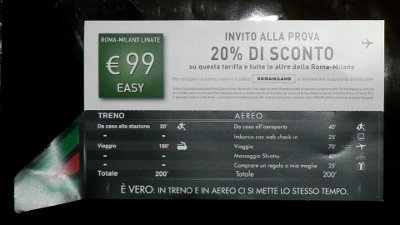 ROMA-MILANO LINATE
€ 99
EASY
INVITO ALLA PROVA
20% DI SCONTO
su questa tariffa e tutte le altre della Roma-Milano
ROMAMILANO
TRENO AEREO
Da casa alla stazione 20' Da casa all'aeroporto 40'
– – Imbarco con web check in 25'
Viaggio 180' Viaggio 70'
– – Massaggio Shiatsu 40'
– – Comprare un regalo a mia moglie 25'
Totale 200' Totale 200'
È VERO: IN TRENO E IN AEREO CI SI METTE LO STESSO TEMPO.